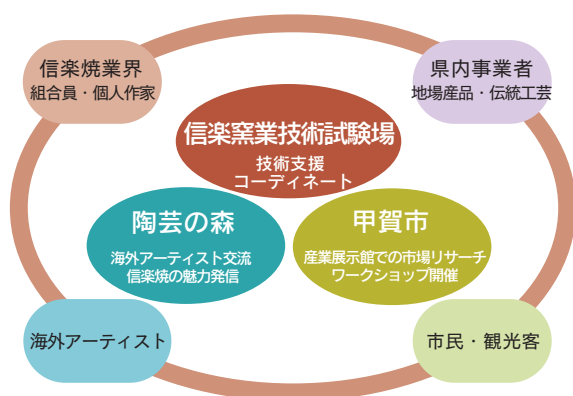 信楽焼業界
組合員・個人作家
県内事業者
地場産品・伝統工芸
信楽窯業技術試験場
技術支援
コーディネート
陶芸の森
海外アーティスト交流
信楽焼の魅力発信
甲賀市
産業展示館での市場リサーチ
ワークショップ開催
海外アーティスト
市民・観光客